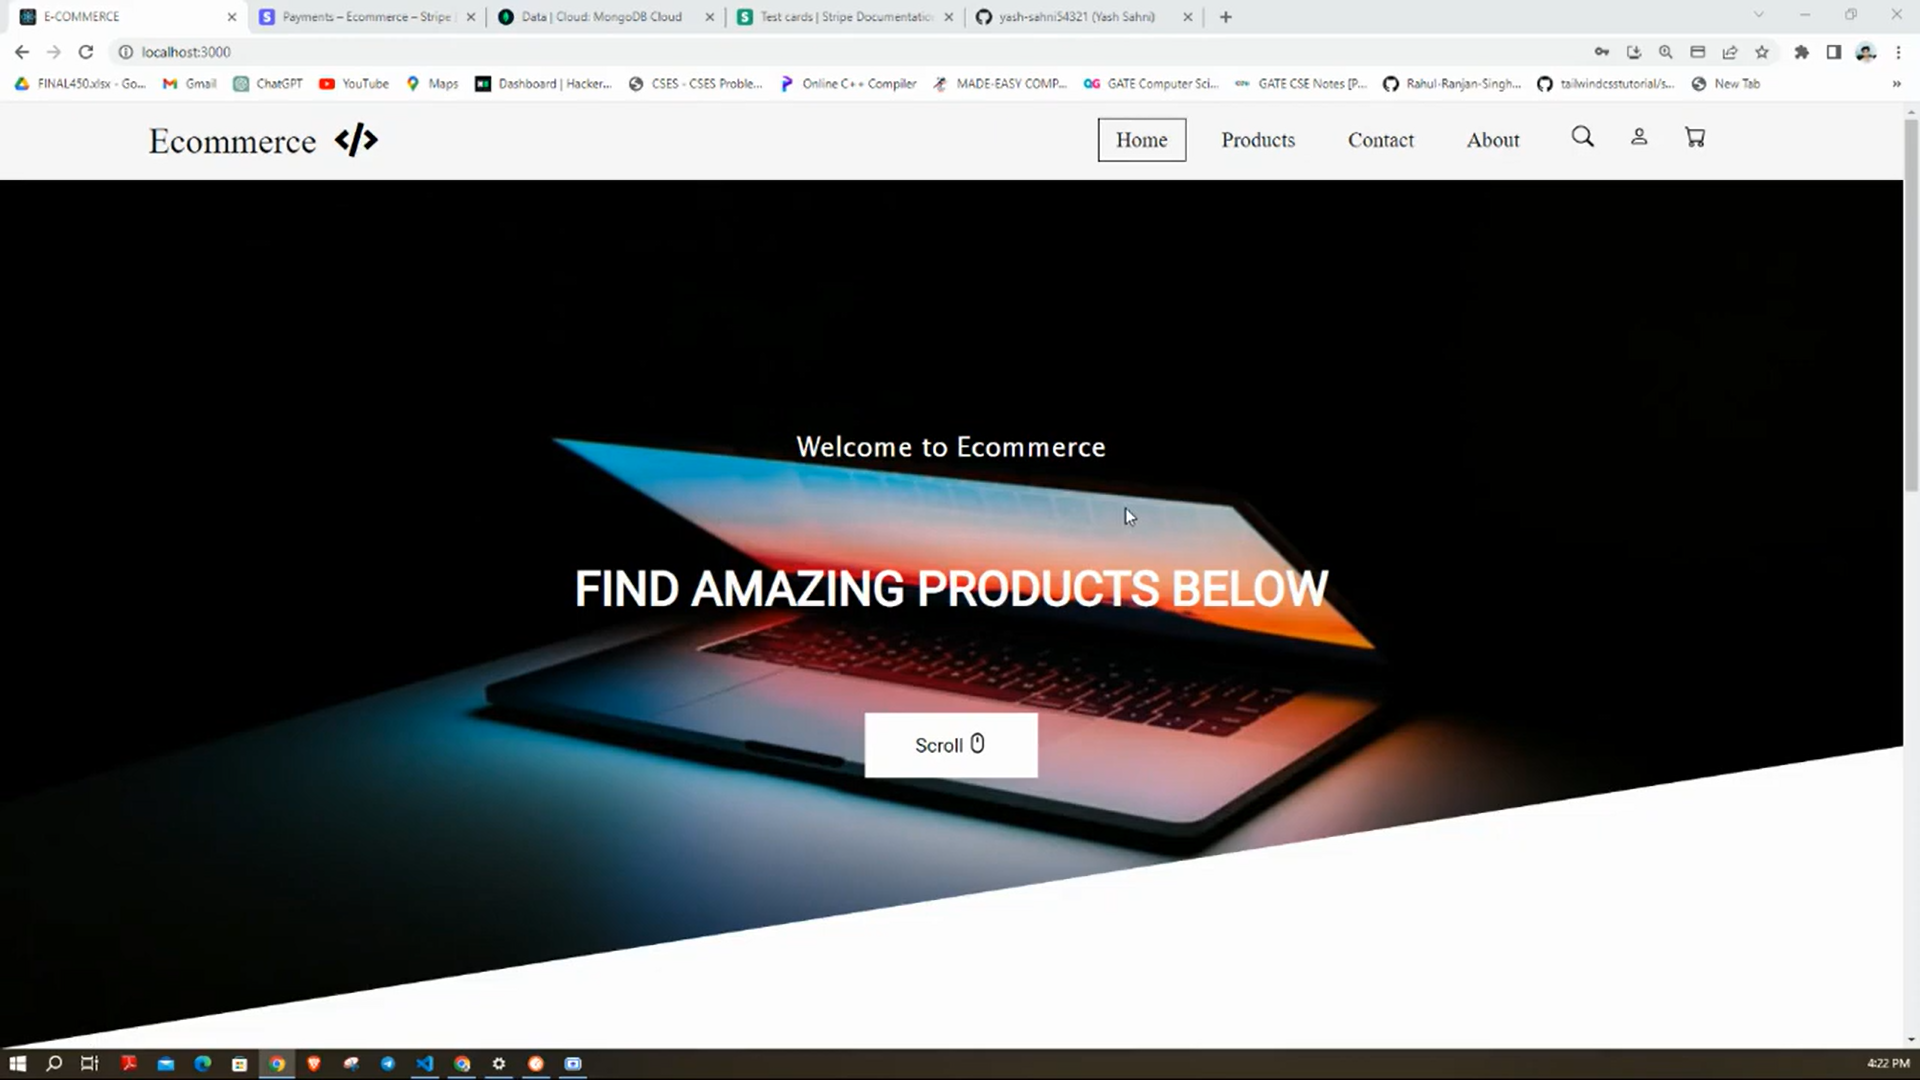 E-COMMERCE
Payments – Ecommerce – Stripe
Data | Cloud: MongoDB Cloud
Test cards | Stripe Documentatio
yash-sahni54321 (Yash Sahni)
localhost:3000
FINAL450.xlsx - Go...
Gmail
ChatGPT
YouTube
Maps
Dashboard | Hacker...
CSES - CSES Proble...
Online C++ Compiler
MADE-EASY COMP...
GATE Computer Sci...
GATE CSE Notes [P...
Rahul-Ranjan-Singh...
tailwindcsstutorial/s...
New Tab
»
Ecommerce </>
Home
Products
Contact
About
Welcome to Ecommerce
FIND AMAZING PRODUCTS BELOW
Scroll
4:22 PM